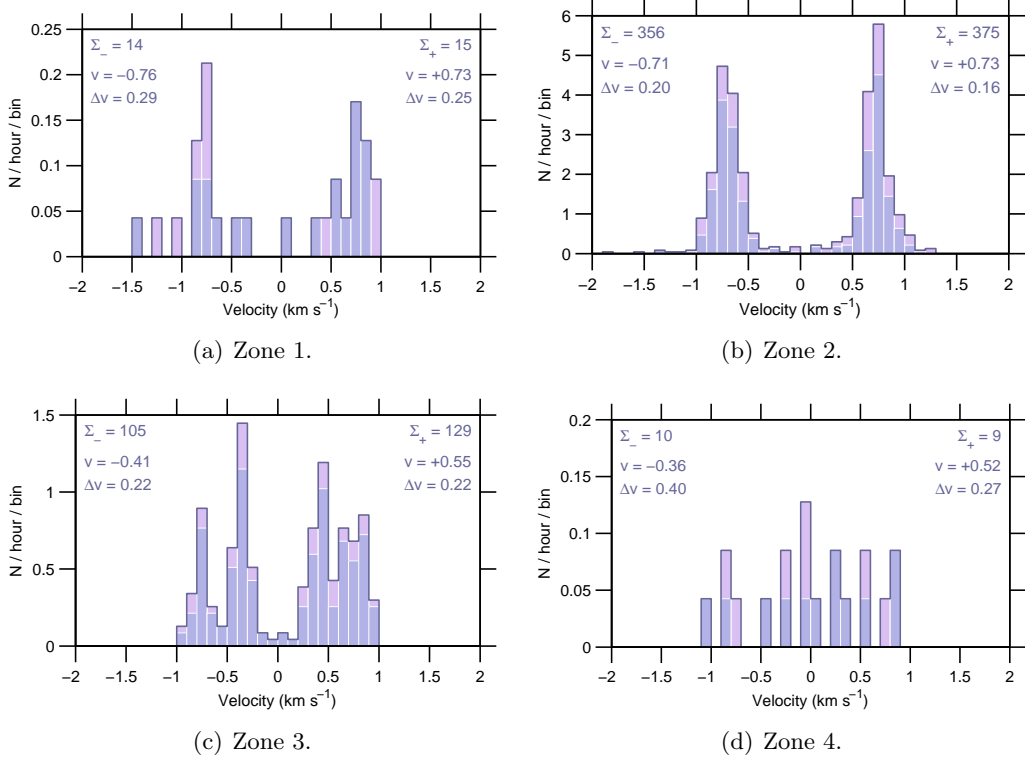 −1 0 1
0.25
Σ− = 14 Σ+ = 15
v = −0.76 v = +0.73
Δv = 0.29 Δv = 0.25
0.2
0.15
0.1
0.05
0
N / hour / bin
−2 −1.5 −1 −0.5 0 0.5 1 1.5 2
Velocity (km s−1)
(a) Zone 1.
6
Σ− = 356 Σ+ = 375
v = −0.71 v = +0.73
Δv = 0.20 Δv = 0.16
5
4
3
2
1
0
N / hour / bin
−2 −1.5 −1 −0.5 0 0.5 1 1.5 2
Velocity (km s−1)
(b) Zone 2.
1.5
Σ− = 105 Σ+ = 129
v = −0.41 v = +0.55
Δv = 0.22 Δv = 0.22
1
0.5
0
N / hour / bin
−2 −1.5 −1 −0.5 0 0.5 1 1.5 2
Velocity (km s−1)
(c) Zone 3.
0.2
Σ− = 10 Σ+ = 9
v = −0.36 v = +0.52
Δv = 0.40 Δv = 0.27
0.15
0.1
0.05
0
N / hour / bin
−2 −1.5 −1 −0.5 0 0.5 1 1.5 2
Velocity (km s−1)
(d) Zone 4.